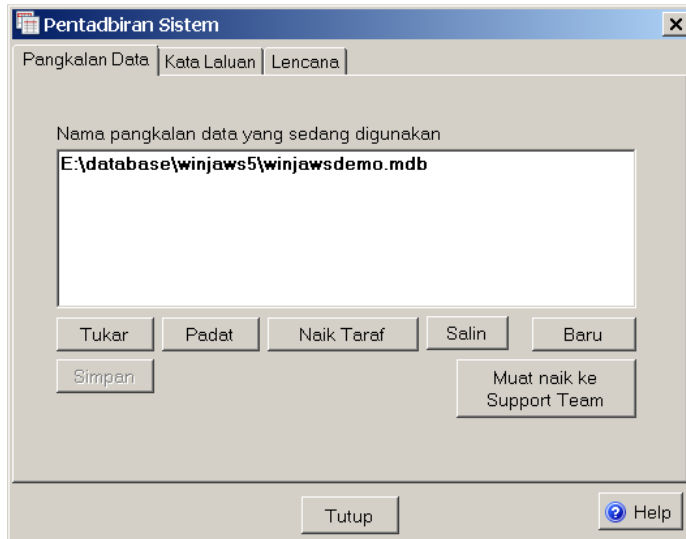 Pentadbiran Sistem
Pangkalan Data Kata Laluan Lencana
Nama pangkalan data yang sedang digunakan
E:\database\winjaws5\winjawsdemo.mdb
Tukar Padat Naik Taraf Salin Baru
Simpan
Muat naik ke
Support Team
Tutup Help